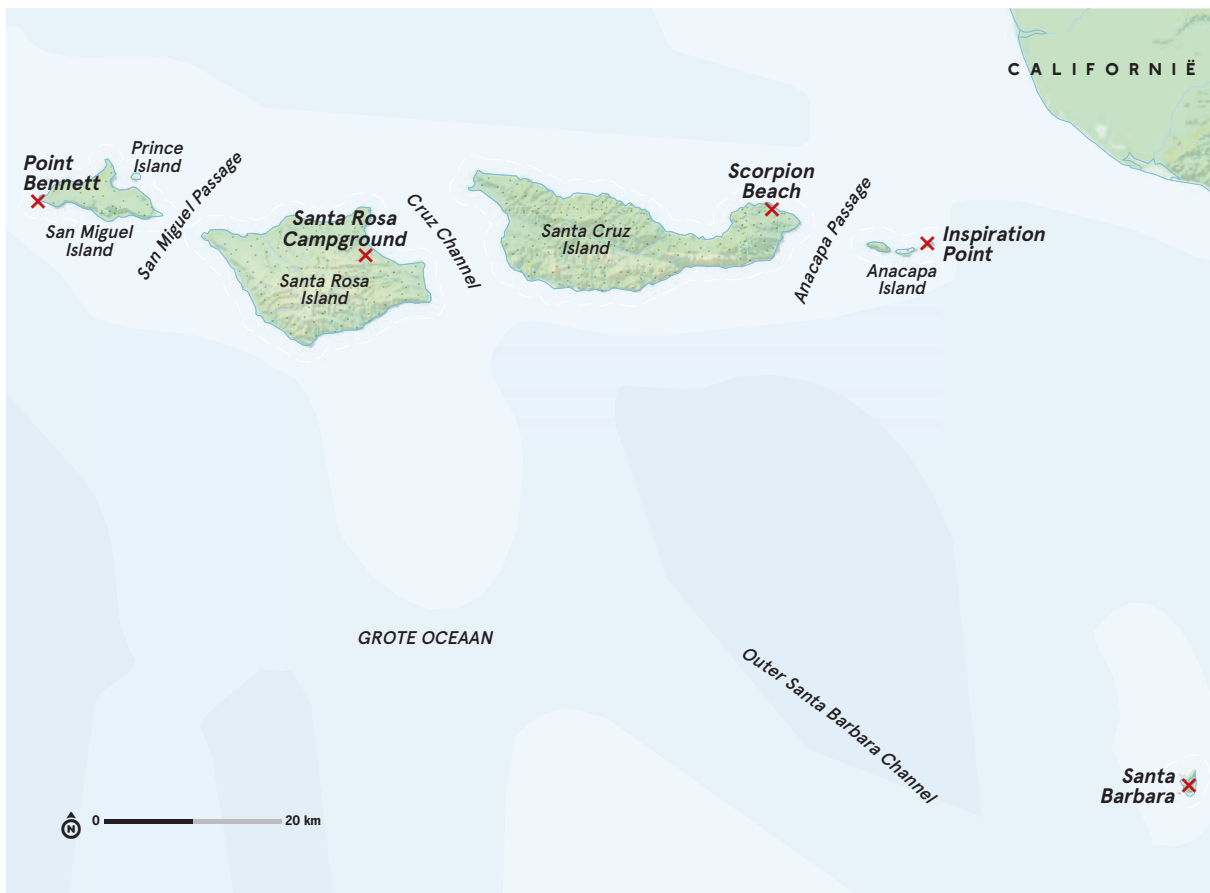 CALIFORNIË
Point
Bennett
Prince
Island
San Miguel
Island
San Miguel Passage
Santa Rosa
Campground
Santa Rosa
Island
Cruz Channel
Santa Cruz
Island
Scorpion
Beach
Anacapa Passage
Inspiration
Point
Anacapa
Island
GROTE OCEAAN
Outer Santa Barbara Channel
Santa
Barbara
N
0
20 km